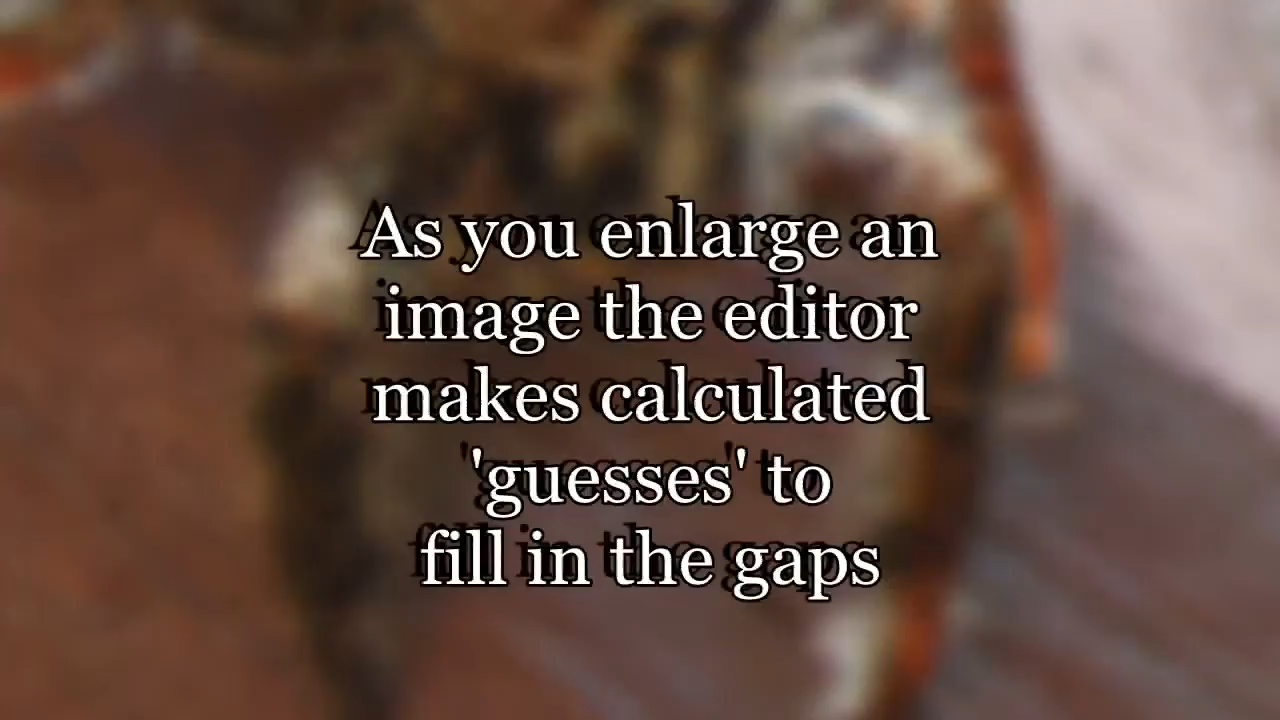 As you enlarge an
image the editor
makes calculated
'guesses' to
fill in the gaps